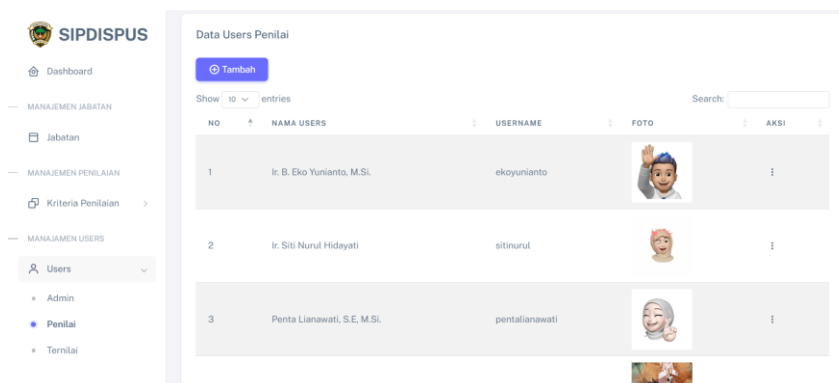 SIPDISPUS
Dashboard
MANAJEMEN JABATAN
Jabatan
MANAJEMEN PENILAIAN
Kriteria Penilaian
MANAJAMEN USERS
Users
Admin
Penilai
Ternilai
Data Users Penilai
Tambah
Show 10 entries
Search:
NO NAMA USERS USERNAME FOTO AKSI
1 Ir. B. Eko Yunianto, M.Si. ekoyunianto
2 Ir. Siti Nurul Hidayati sitinurul
3 Penta Lianawati, S.E, M.Si. pentalianawati